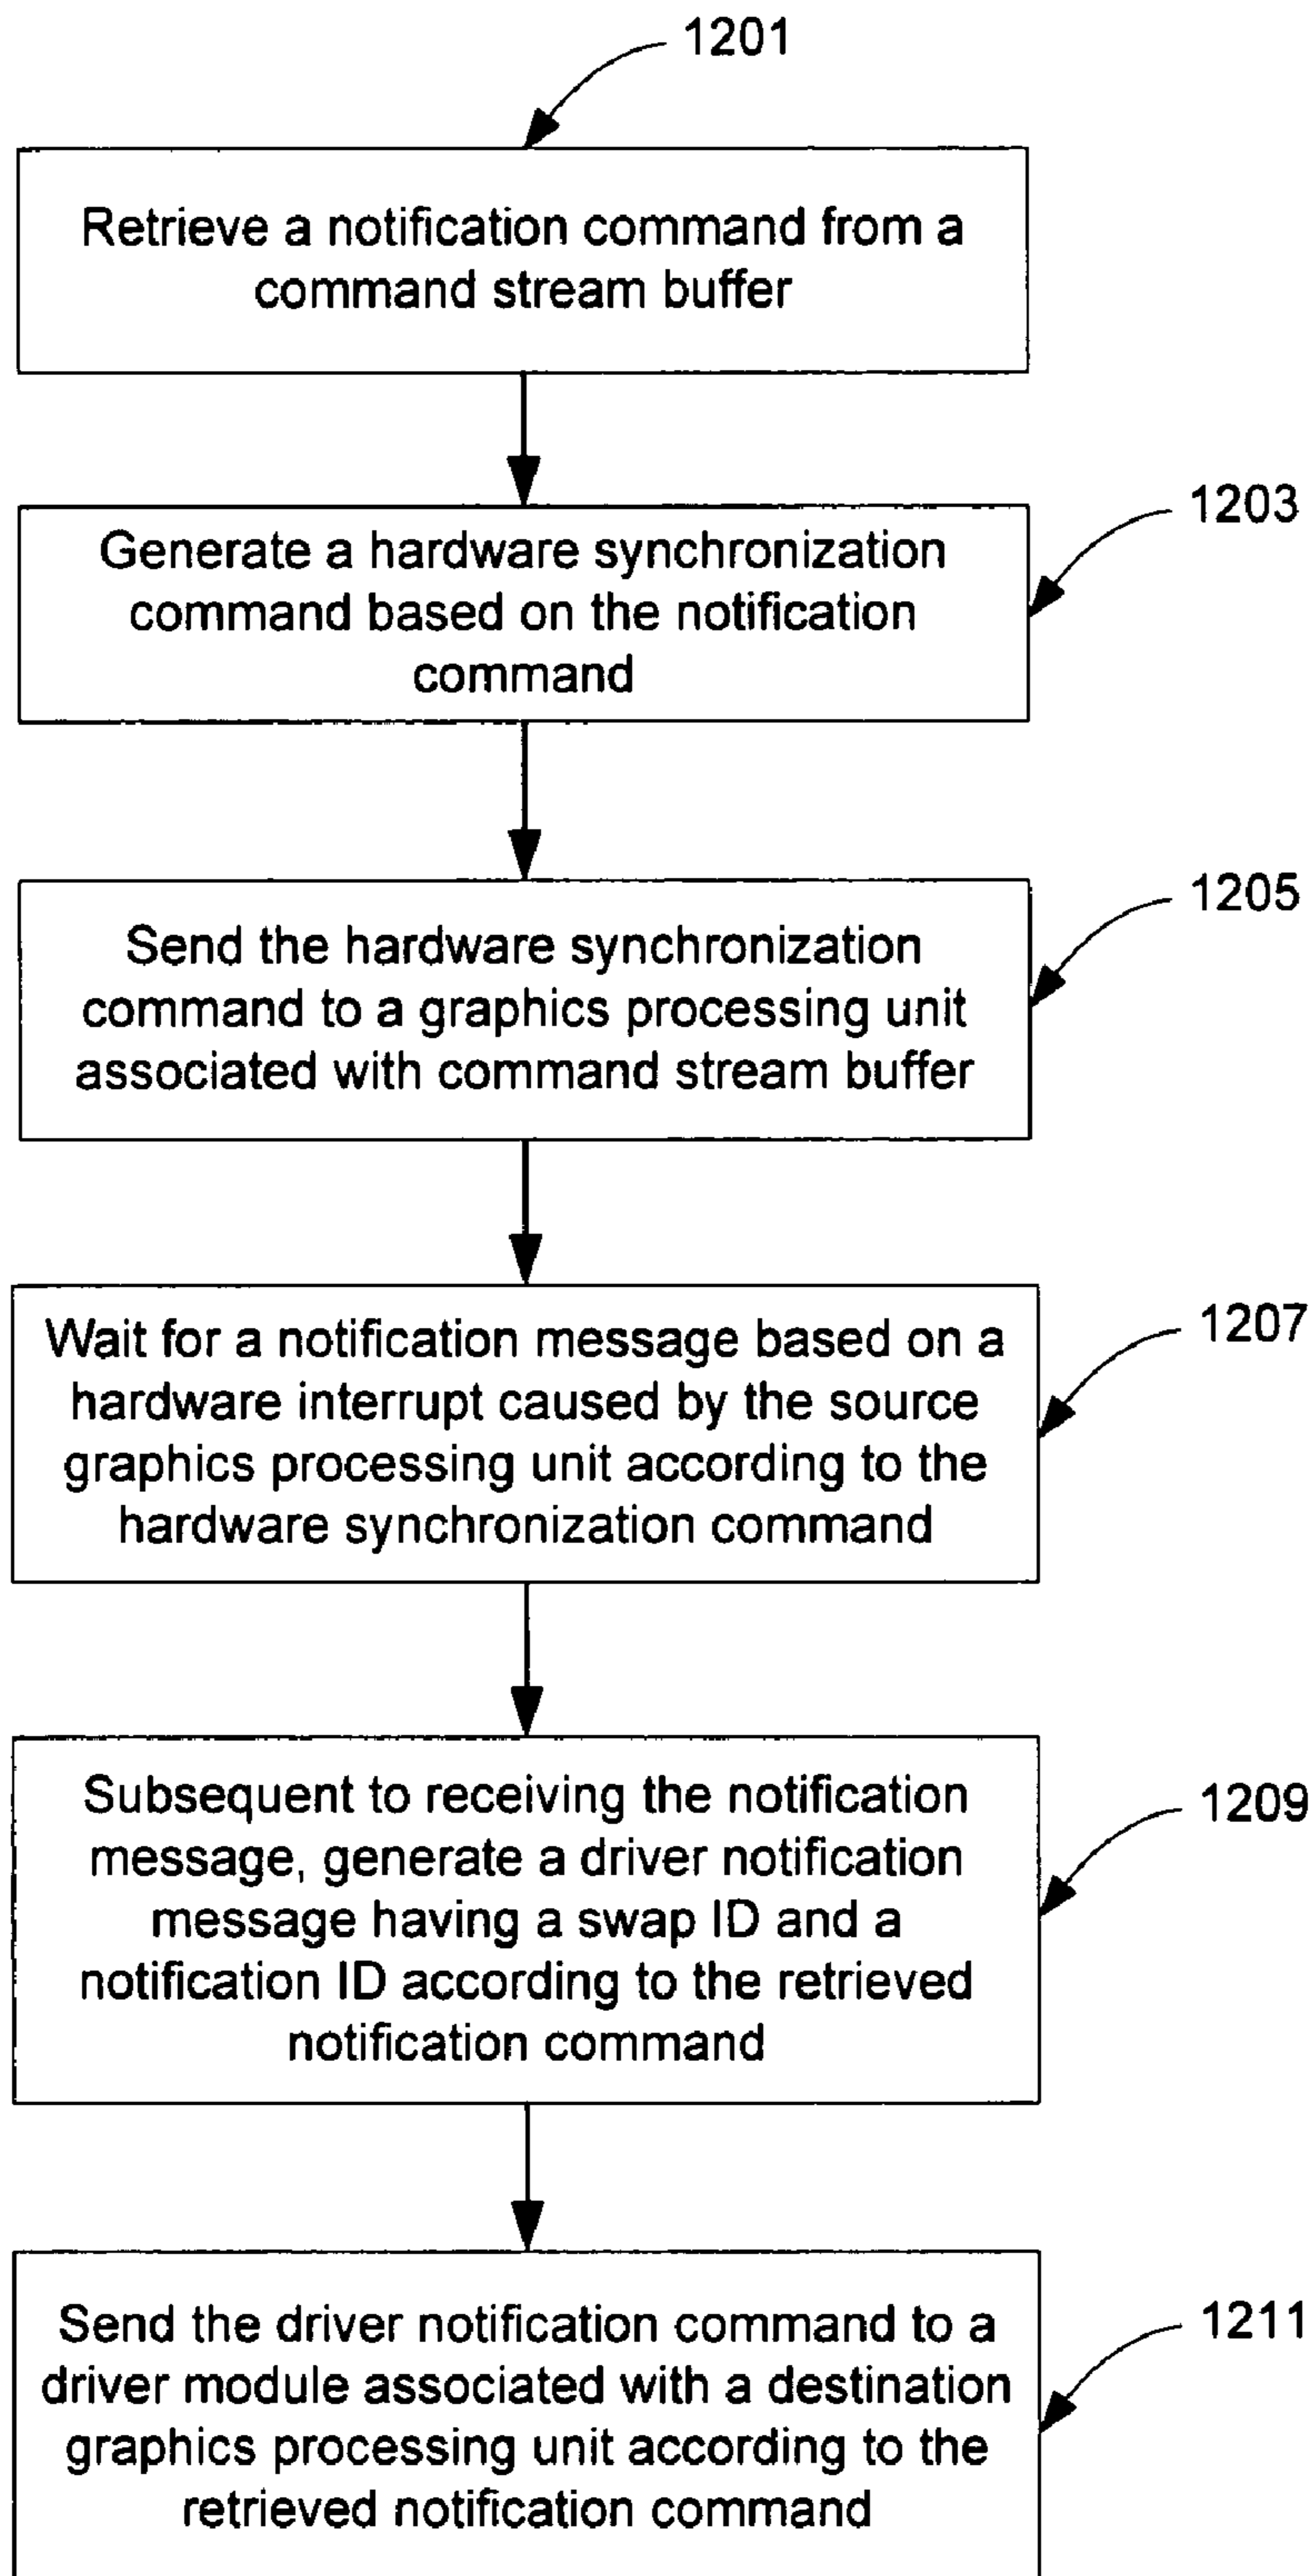 1201
Retrieve a notification command from a
command stream buffer
1203
Generate a hardware synchronization
command based on the notification
command
1205
Send the hardware synchronization
command to a graphics processing unit
associated with command stream buffer
1207
Wait for a notification message based on a
hardware interrupt caused by the source
graphics processing unit according to the
hardware synchronization command
1209
Subsequent to receiving the notification
message, generate a driver notification
message having a swap ID and a
notification ID according to the retrieved
notification command
1211
Send the driver notification command to a
driver module associated with a destination
graphics processing unit according to the
retrieved notification command